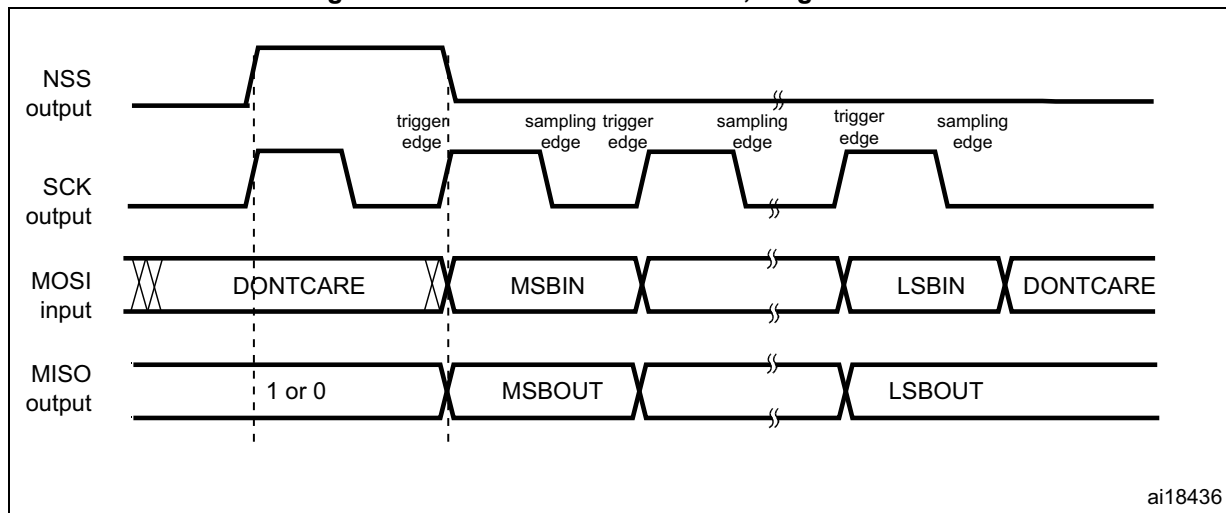 NSS
output
trigger
edge
sampling
edge
trigger
edge
sampling
edge
trigger
edge
sampling
edge
SCK
output
MOSI
input
DONTCARE
MSBIN
LSBIN
DONTCARE
MISO
output
1 or 0
MSBOUT
LSBOUT
ai18436